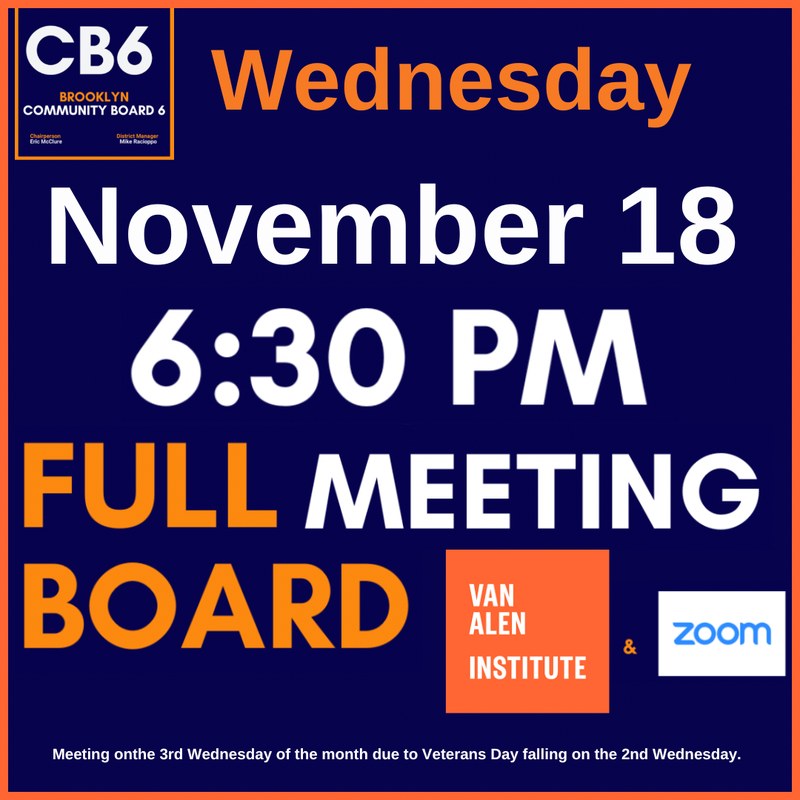 CB6
BROOKLYN
COMMUNITY BOARD 6
Chairperson
Eric McClure
District Manager
Mike Racioppo
Wednesday
November 18
6:30 PM
FULL MEETING
BOARD
VAN
ALEN
INSTITUTE
&
zoom
Meeting onthe 3rd Wednesday of the month due to Veterans Day falling on the 2nd Wednesday.